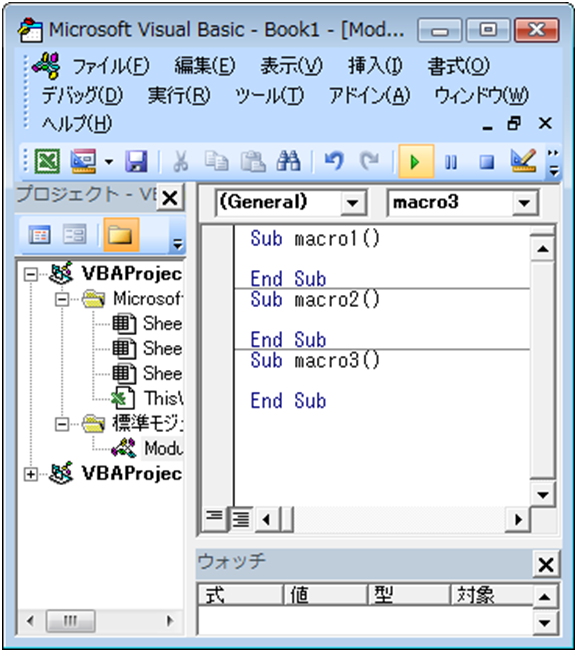 Microsoft Visual Basic - Book1 - [Mod...
ファイル(F) 編集(E) 表示(V) 挿入(I) 書式(O)
デバッグ(D) 実行(R) ツール(T) アドイン(A) ウィンドウ(W)
ヘルプ(H)
プロジェクト - VE
VBAProjec
Microsof
Shee
Shee
Shee
This
標準モジ
Modu
VBAProjec
(General) macro3
Sub macro1()
End Sub
Sub macro2()
End Sub
Sub macro3()
End Sub
ウォッチ
式 値 型 対象